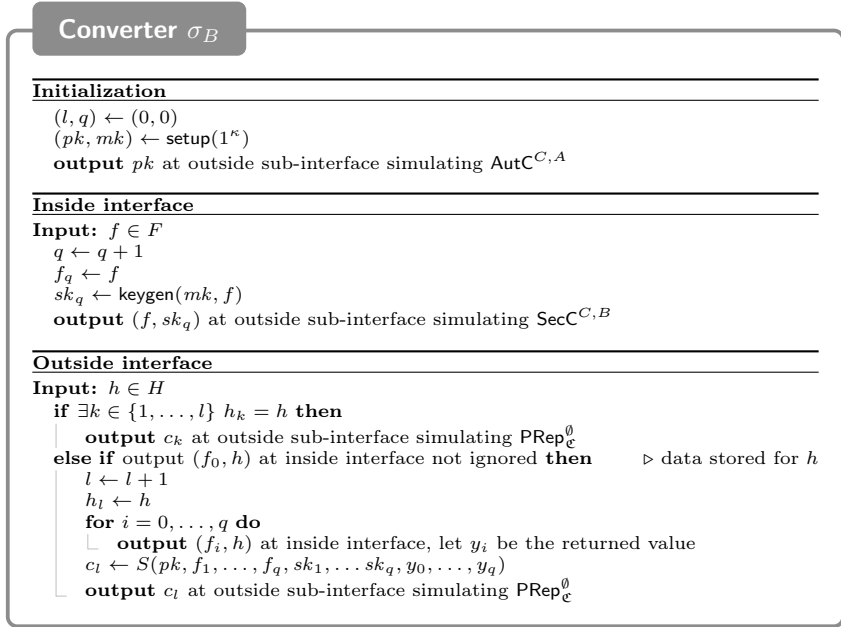 Converter σ_B
Initialization
(l, q) ← (0, 0)
(pk, mk) ← setup(1^κ)
output pk at outside sub-interface simulating AutC^{C,A}
Inside interface
Input: f ∈ F
q ← q + 1
f_q ← f
sk_q ← keygen(mk, f)
output (f, sk_q) at outside sub-interface simulating SecC^{C,B}
Outside interface
Input: h ∈ H
if ∃k ∈ {1, . . . , l} h_k = h then
output c_k at outside sub-interface simulating PRep^∅_𝔠
else if output (f_0, h) at inside interface not ignored then ▷ data stored for h
l ← l + 1
h_l ← h
for i = 0, . . . , q do
output (f_i, h) at inside interface, let y_i be the returned value
c_l ← S(pk, f_1, . . . , f_q, sk_1, . . . sk_q, y_0, . . . , y_q)
output c_l at outside sub-interface simulating PRep^∅_𝔠